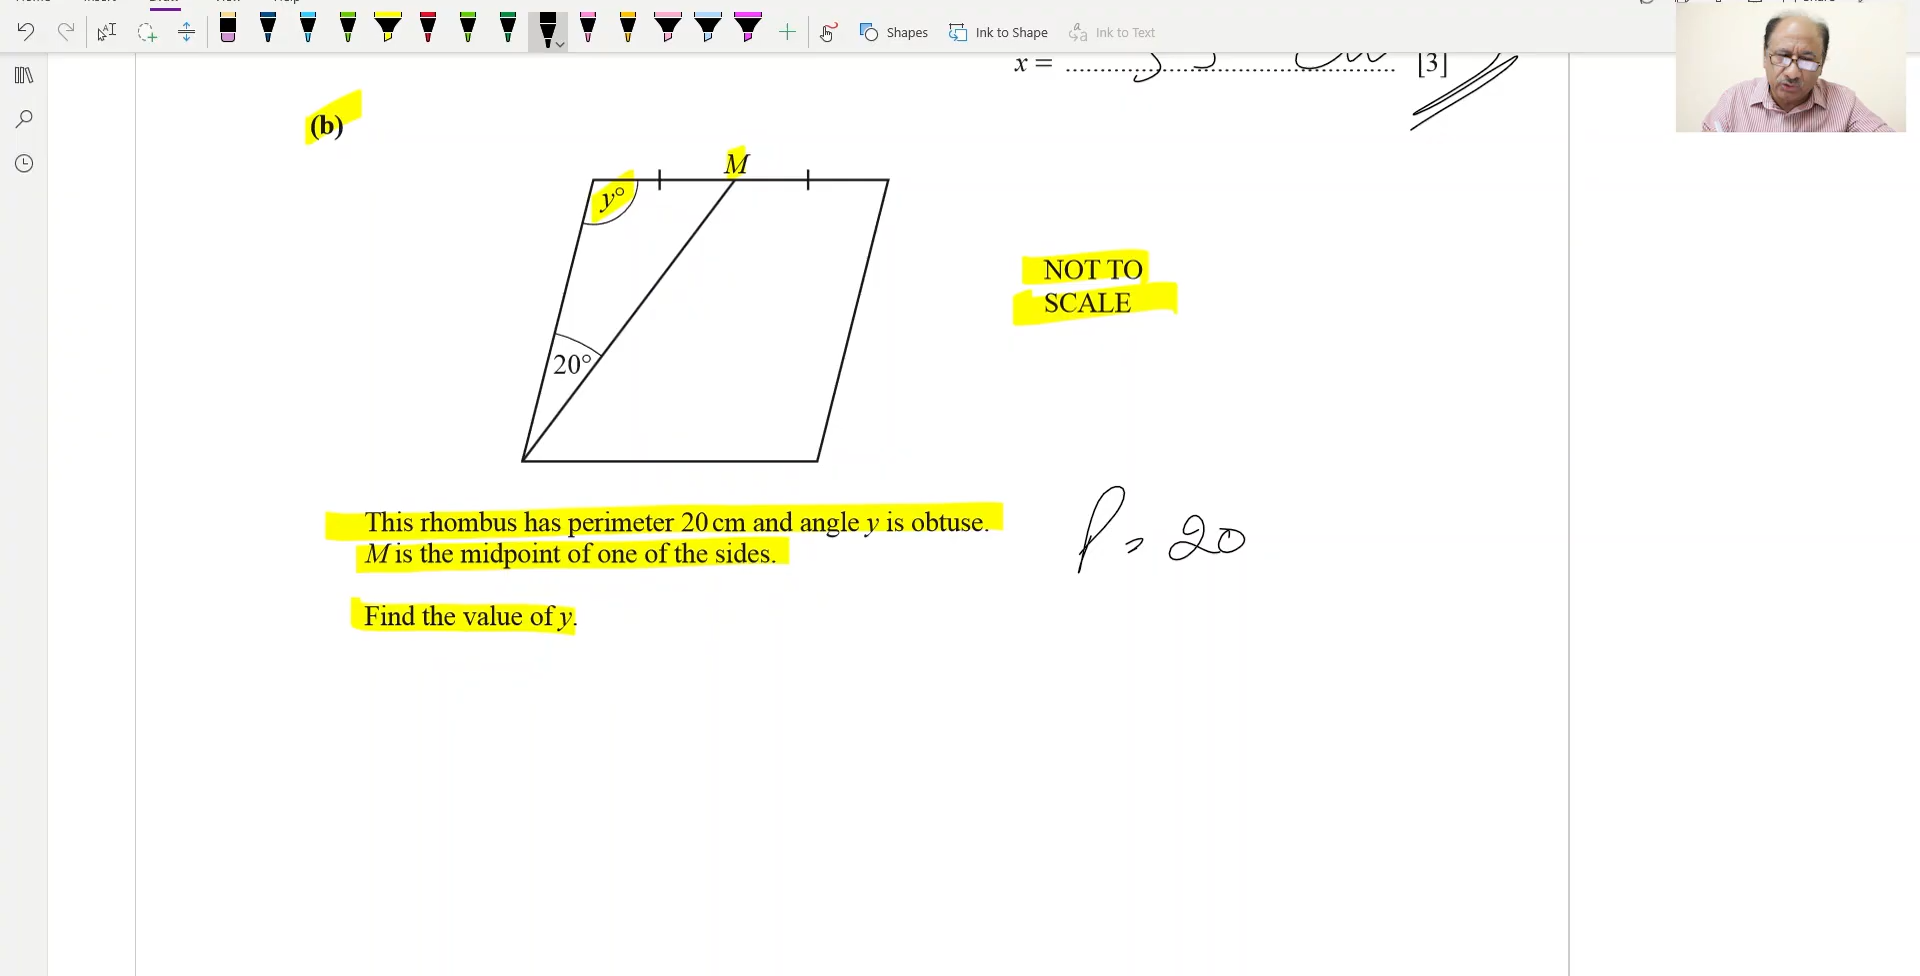 Shapes
Ink to Shape
Ink to Text
x = [3]
(b)
M
y°
20°
NOT TO
SCALE
This rhombus has perimeter 20 cm and angle y is obtuse.
M is the midpoint of one of the sides.
P = 20
Find the value of y.